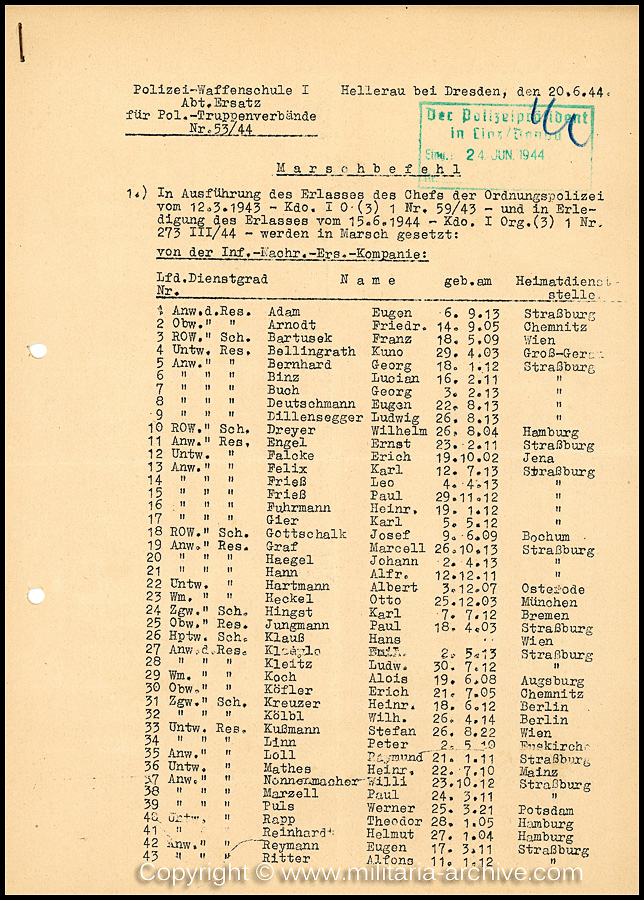 Polizei-Waffenschule I Hellerau bei Dresden, den 20.6.44.
Abt.Ersatz
für Pol.-Truppenverbände
Nr.53/44
Der Polizeipräsident
in Linz/Donau
24. JUN. 1944
Marschbefehl
1.) In Ausführung des Erlasses des Chefs der Ordnungspolizei
vom 12.3.1943 - Kdo. I O (3) 1 Nr. 59/43 - und in Erle-
digung des Erlasses vom 15.6.1944 - Kdo. I Org.(3) 1 Nr.
273 III/44 - werden in Marsch gesetzt:
von der Inf.-Nachr.-Ers.-Kompanie:
Lfd.Dienstgrad Name geb.am Heimatdienst-
Nr. stelle.
1 Anw.d.Res. Adam Eugen 6. 9.13 Straßburg
2 Obw." " Arnodt Friedr. 14. 9.05 Chemnitz
3 ROW." Sch. Bartusek Franz 18. 5.09 Wien
4 Untw. Res. Bellingrath Kuno 29. 4.03 Groß-Gerau
5 Anw." " Bernhard Georg 18. 1.12 Straßburg
6 " " " Binz Lucian 16. 2.11 "
7 " " " Buch Georg 3. 2.13 "
8 " " " Deutschmann Eugen 22. 8.13 "
9 " " " Dillensegger Ludwig 26. 8.13 "
10 ROW." Sch. Dreyer Wilhelm 26. 8.04 Hamburg
11 Anw." Res. Engel Ernst 23. 2.11 Straßburg
12 Untw. " Falcke Erich 19.10.02 Jena
13 Anw." " Felix Karl 12. 7.13 Straßburg
14 " " " Frieß Leo 4. 4.13 "
15 " " " Frieß Paul 29.11.12 "
16 " " " Fuhrmann Heinr. 19. 1.12 "
17 " " " Gier Karl 5. 5.12 "
18 ROW." Sch. Gottschalk Josef 9. 6.09 Bochum
19 Anw." Res. Graf Marcell 26.10.13 Straßburg
20 " " " Haegel Johann 2. 4.13 "
21 " " " Hann Alfr. 12.12.11 "
22 Untw. " Hartmann Albert 3.12.07 Osterode
23 Wm. " " Heckel Otto 25.12.03 München
24 Zgw." Sch. Hingst Karl 7. 7.12 Bremen
25 Obw." Res. Jungmann Paul 18. 4.03 Straßburg
26 Hptw. Sch. Klauß Hans Wien
27 Anw.d.Res. Emil. 2. 5.13 Straßburg
28 " " " Kleitz Ludw. 30. 7.12 "
29 Wm. " " Koch Alois 19. 6.08 Augsburg
30 Obw." " Köfler Erich 21. 7.05 Chemnitz
31 Zgw." Sch. Kreuzer Heinr. 18. 6.12 Berlin
32 " " " Kölbl Wilh. 26. 4.14 Berlin
33 Untw. Res. Kußmann Stefan 26. 8.22 Wien
34 " " " Linn Peter 2. 5.10 Euskirche
35 Anw." " Loll Raymund 21. 1.11 Straßburg
36 Untw. " Mathes Heinr. 22. 7.10 Mainz
37 Anw." " Nonnenmacher Willi 23.10.12 Straßburg
38 " " " Marzell Paul 24. 3.11 "
39 " " " Puls Werner 25. 3.21 Potsdam
40 Untw. " Rapp Theodor 28. 1.05 Hamburg
41 " " Reinhardt Helmut 27. 1.04 Hamburg
42 Anw." " Reymann Eugen 17. 3.11 Straßburg
43 " " " Ritter Alfons 11. 1.12 "
Copyright © www.militaria-archive.com